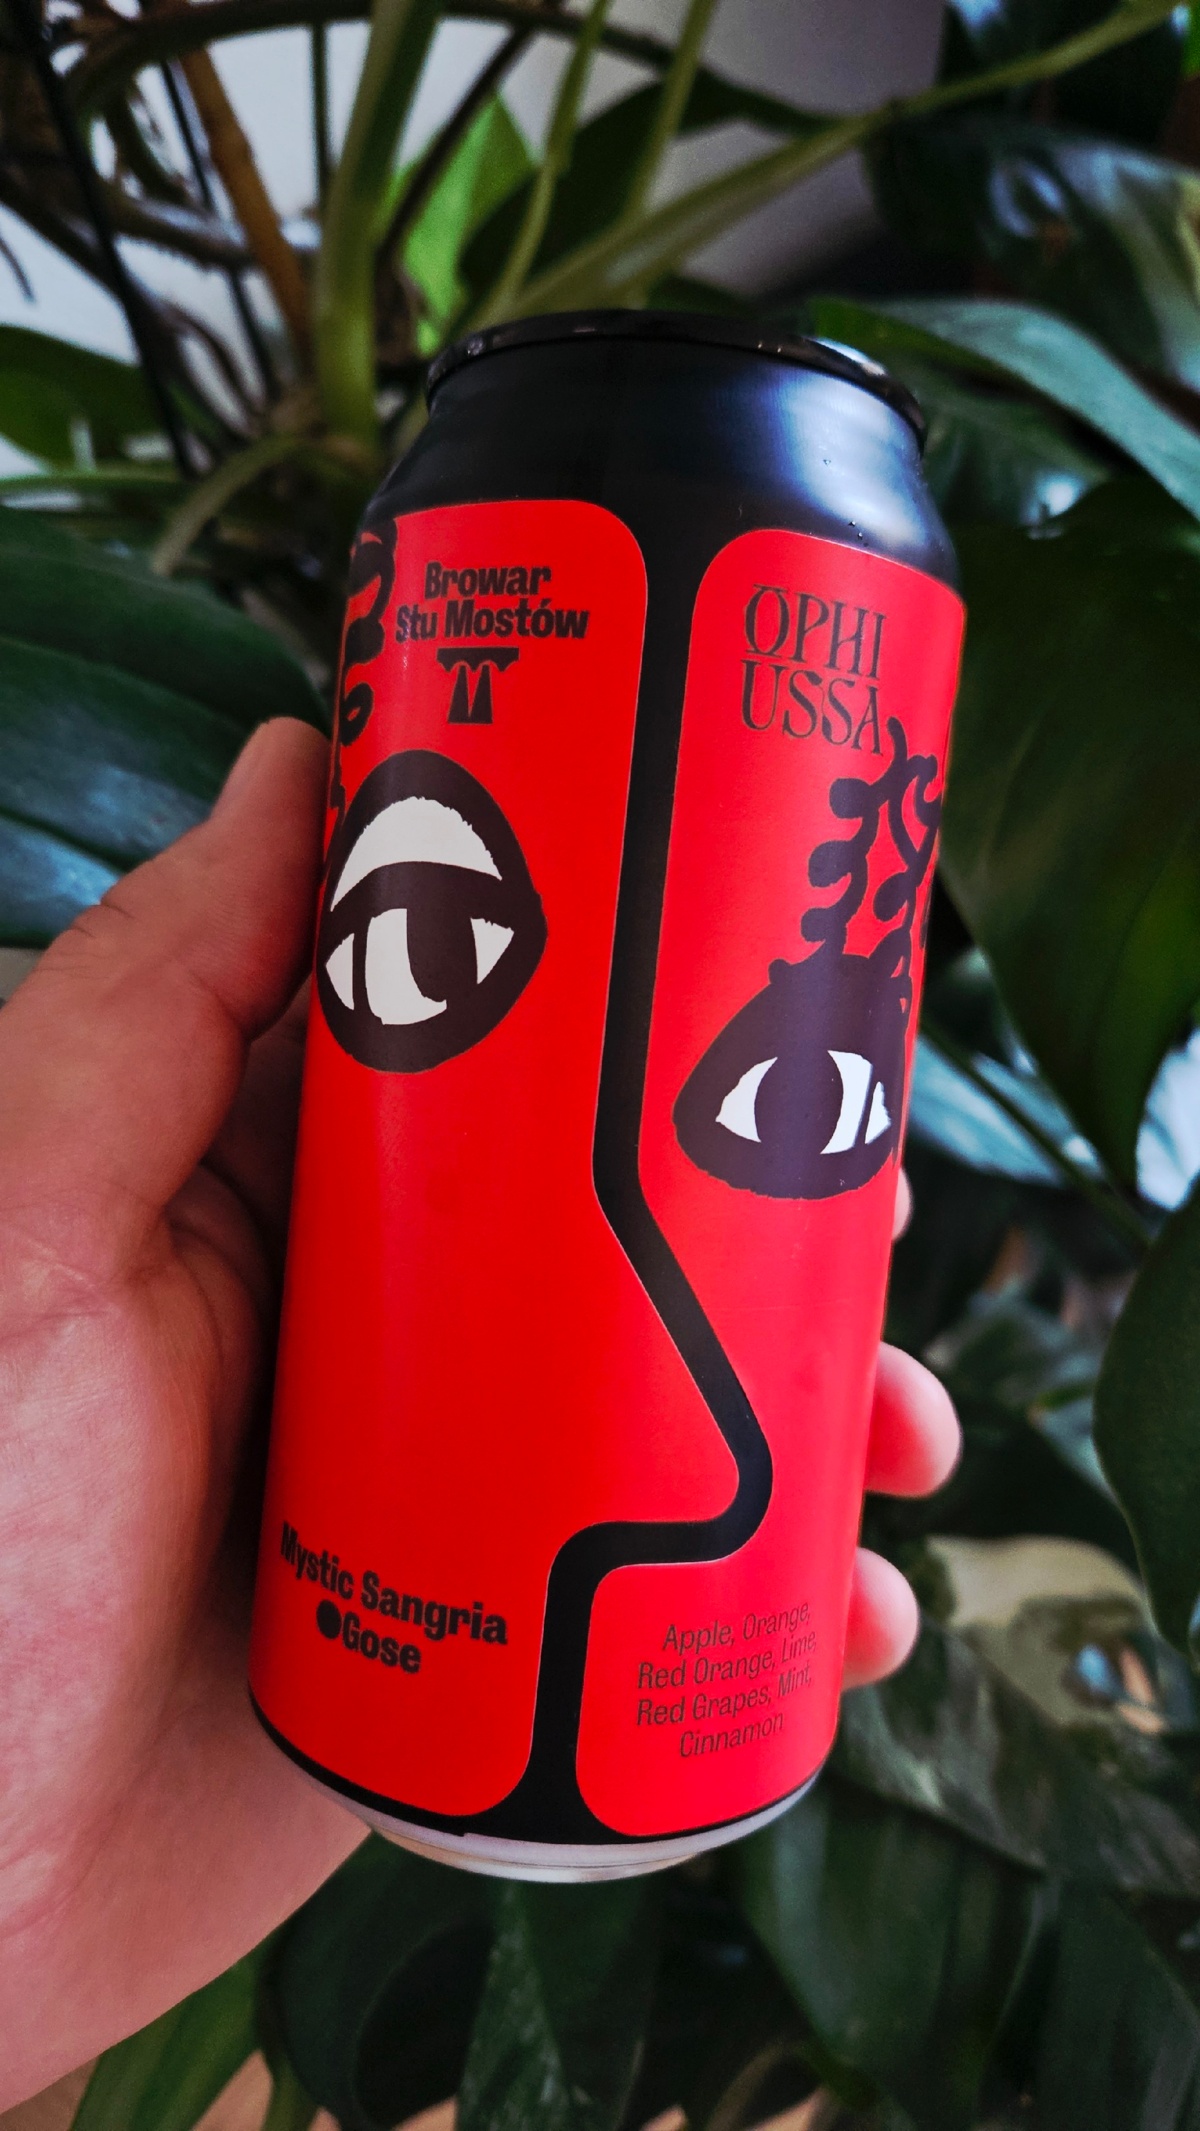 Browar
Stu Mostów
OPHI
USSA
Mystic Sangria
Gose
Apple, Orange,
Red Orange, Lime,
Red Grapes, Mint,
Cinnamon